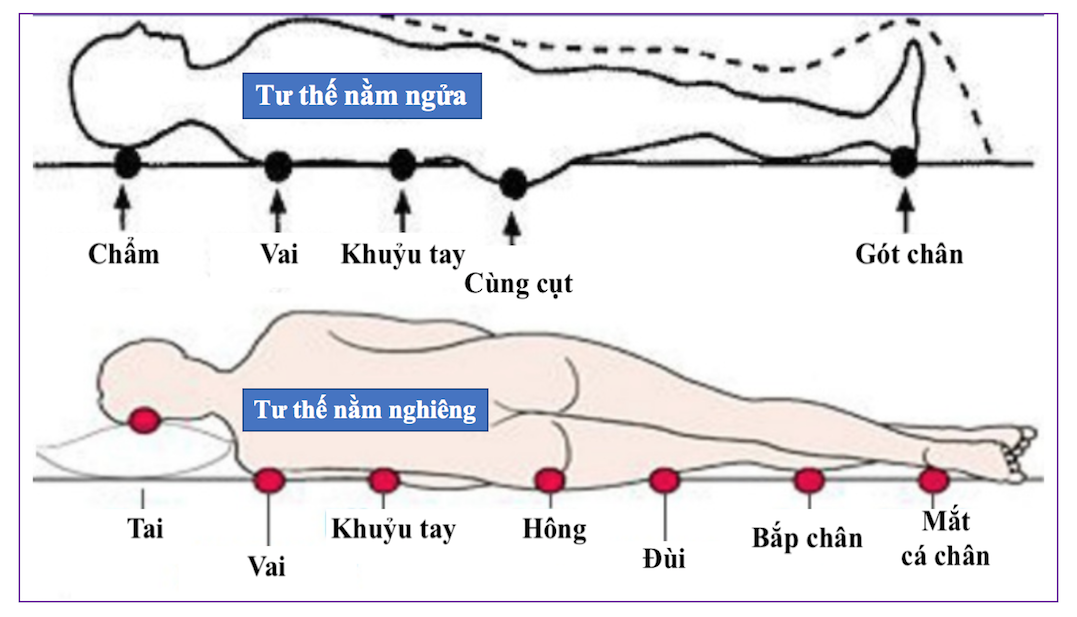 Tư thế nằm ngửa
Chẩm
Vai
Khuỷu tay
Cùng cụt
Gót chân
Tư thế nằm nghiêng
Tai
Vai
Khuỷu tay
Hông
Đùi
Bắp chân
Mắt
cá chân